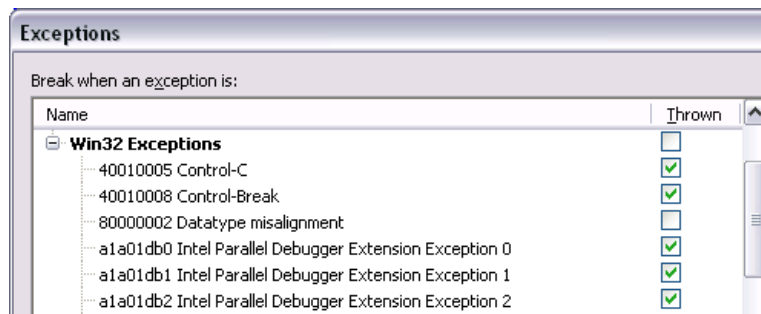 Exceptions
Break when an exception is:
Name Thrown
Win32 Exceptions
40010005 Control-C
40010008 Control-Break
80000002 Datatype misalignment
a1a01db0 Intel Parallel Debugger Extension Exception 0
a1a01db1 Intel Parallel Debugger Extension Exception 1
a1a01db2 Intel Parallel Debugger Extension Exception 2